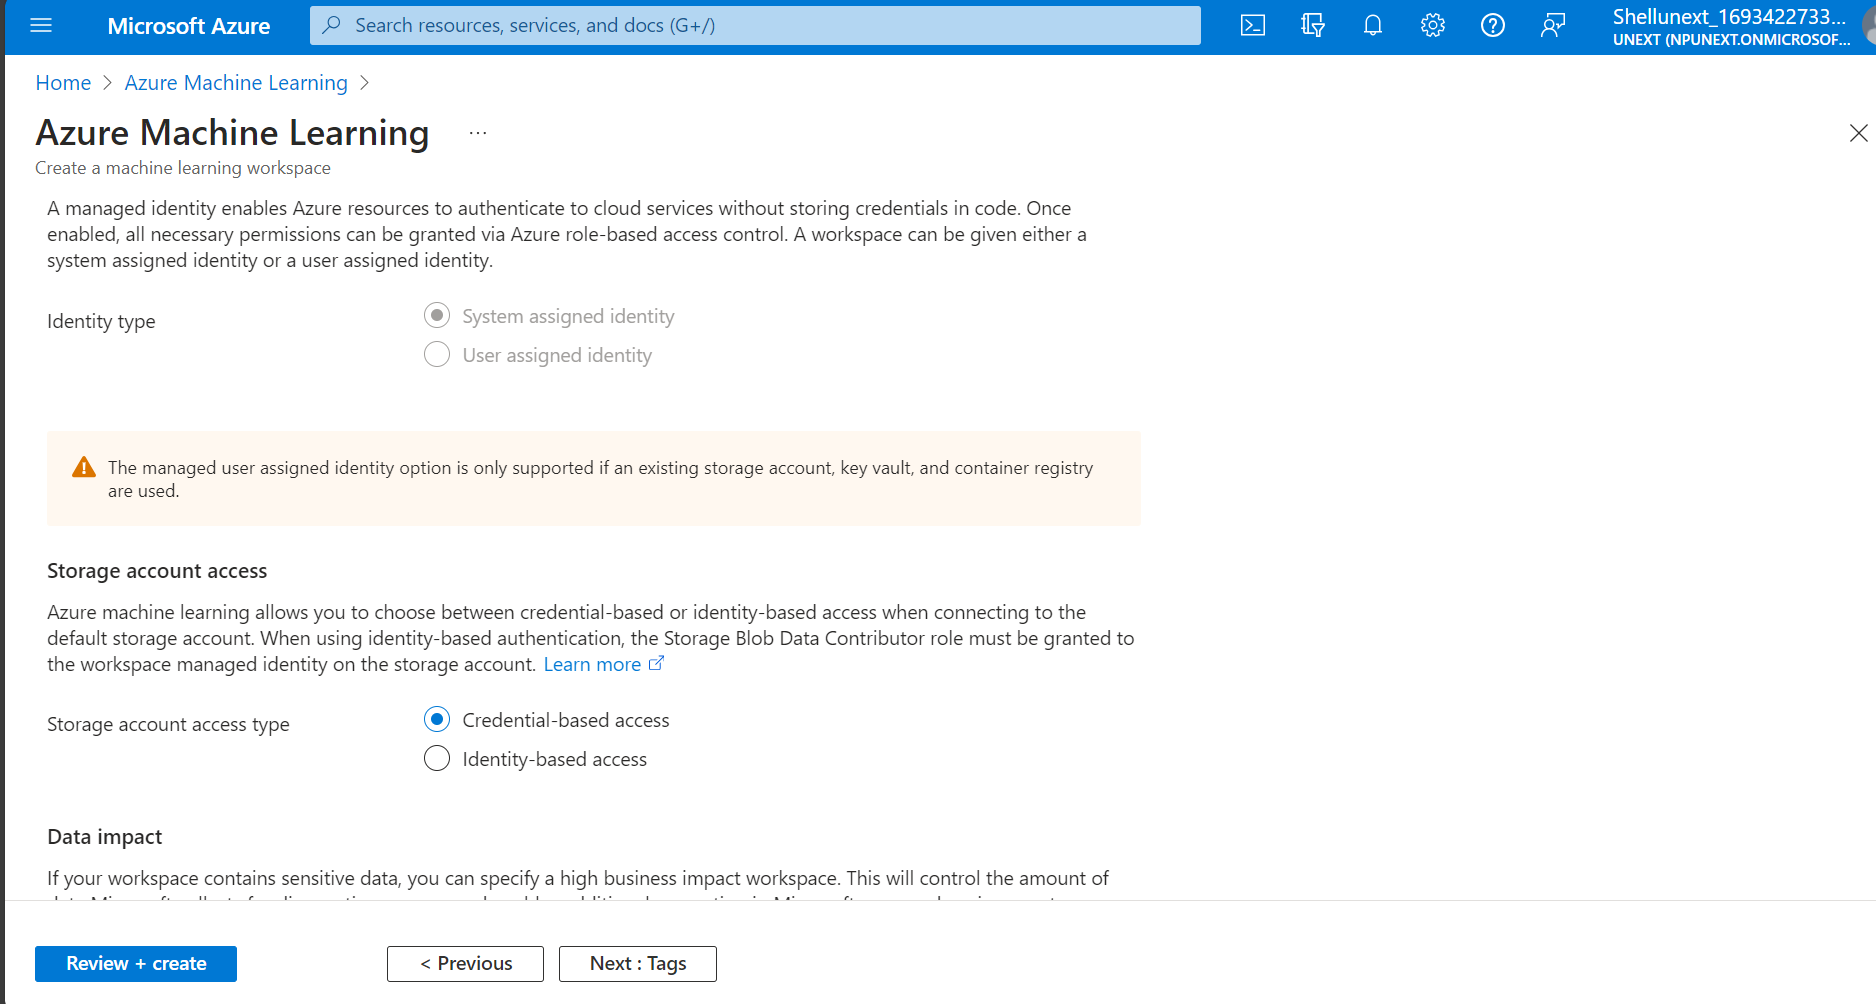 Microsoft Azure
Search resources, services, and docs (G+/)
Shellunext_1693422733...
UNEXT (NPUNEXT.ONMICROSOF...
Home > Azure Machine Learning >
Azure Machine Learning ...
Create a machine learning workspace
A managed identity enables Azure resources to authenticate to cloud services without storing credentials in code. Once
enabled, all necessary permissions can be granted via Azure role-based access control. A workspace can be given either a
system assigned identity or a user assigned identity.
Identity type
System assigned identity
User assigned identity
The managed user assigned identity option is only supported if an existing storage account, key vault, and container registry
are used.
Storage account access
Azure machine learning allows you to choose between credential-based or identity-based access when connecting to the
default storage account. When using identity-based authentication, the Storage Blob Data Contributor role must be granted to
the workspace managed identity on the storage account. Learn more
Storage account access type
Credential-based access
Identity-based access
Data impact
If your workspace contains sensitive data, you can specify a high business impact workspace. This will control the amount of
Review + create
< Previous
Next : Tags